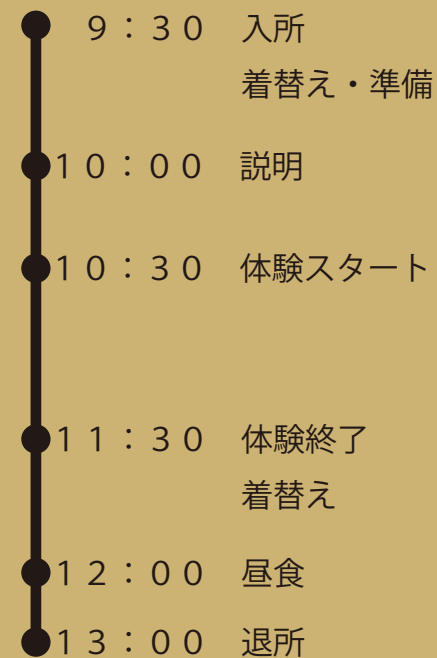 ９：３０　入所
着替え・準備
１０：００　説明
１０：３０　体験スタート
１１：３０　体験終了
着替え
１２：００　昼食
１３：００　退所